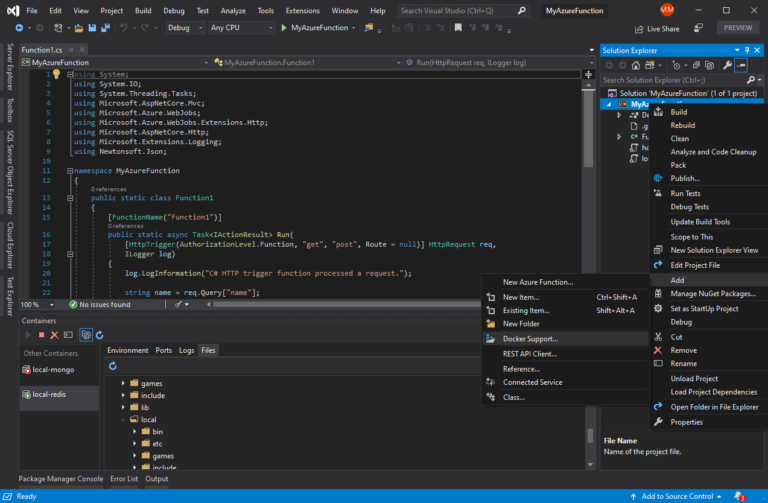 File Edit View Project Build Debug Test Analyze Tools Extensions Window Help Search Visual Studio (Ctrl+Q) MyAzureFunction MM
Debug Any CPU MyAzureFunction Live Share PREVIEW
Server Explorer
Toolbox
SQL Server Object Explorer
Cloud Explorer
Test Explorer
Function1.cs
MyAzureFunction MyAzureFunction.Function1 Run(HttpRequest req, ILogger log)
1 using System;
2 using System.IO;
3 using System.Threading.Tasks;
4 using Microsoft.AspNetCore.Mvc;
5 using Microsoft.Azure.WebJobs;
6 using Microsoft.Azure.WebJobs.Extensions.Http;
7 using Microsoft.AspNetCore.Http;
8 using Microsoft.Extensions.Logging;
9 using Newtonsoft.Json;
10
11 namespace MyAzureFunction
12 {
0 references
13 public static class Function1
14 {
15 [FunctionName("Function1")]
0 references
16 public static async Task<IActionResult> Run(
17 [HttpTrigger(AuthorizationLevel.Function, "get", "post", Route = null)] HttpRequest req,
18 ILogger log)
19 {
20 log.LogInformation("C# HTTP trigger function processed a request.");
21
22 string name = req.Query["name"];
100 % No issues found
Containers
Other Containers
local-mongo
local-redis
Environment Ports Logs Files
games
include
lib
local
bin
etc
games
include
Solution Explorer
Search Solution Explorer (Ctrl+;)
Solution 'MyAzureFunction' (1 of 1 project)
MyAzureFunction
De
.g
Fu
ho
lo
Build
Rebuild
Clean
Analyze and Code Cleanup
Pack
Publish...
Run Tests
Debug Tests
Update Build Tools
Scope to This
New Solution Explorer View
Edit Project File
Add
Manage NuGet Packages...
Set as StartUp Project
Debug
Cut
Remove
Rename
Unload Project
Load Project Dependencies
Open Folder in File Explorer
Properties
New Azure Function...
New Item... Ctrl+Shift+A
Existing Item... Shift+Alt+A
New Folder
Docker Support...
REST API Client...
Reference...
Connected Service
Class...
File Name
Name of the project file.
Package Manager Console Error List Output
Ready Add to Source Control 3